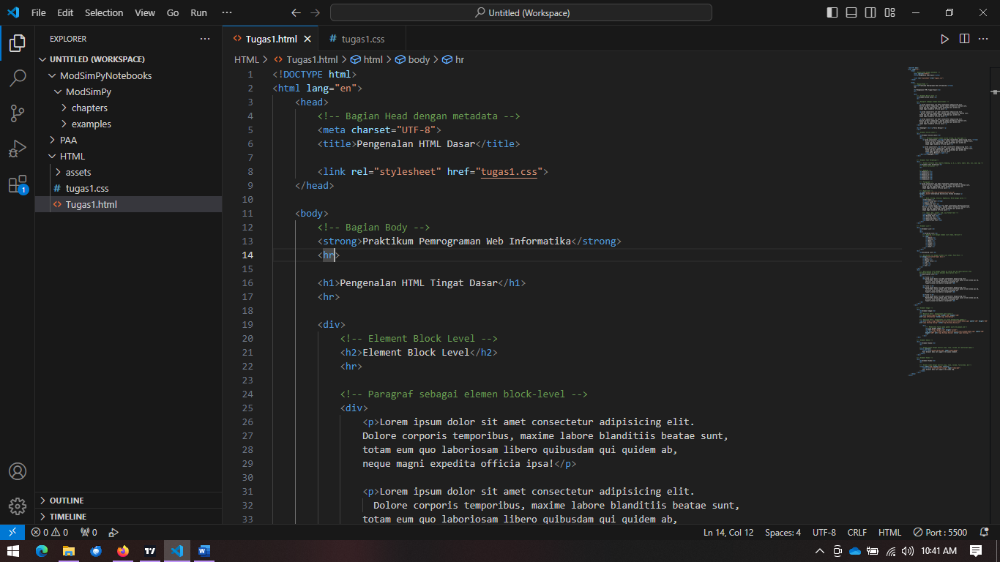 File Edit Selection View Go Run ··· Untitled (Workspace)
EXPLORER ···
UNTITLED (WORKSPACE)
ModSimPyNotebooks
ModSimPy
chapters
examples
PAA
HTML
assets
# tugas1.css
<> Tugas1.html
OUTLINE
TIMELINE
1
<> Tugas1.html # tugas1.css
HTML > <> Tugas1.html > html > body > hr
1 <!DOCTYPE html>
2 <html lang="en">
3 <head>
4 <!-- Bagian Head dengan metadata -->
5 <meta charset="UTF-8">
6 <title>Pengenalan HTML Dasar</title>
7
8 <link rel="stylesheet" href="tugas1.css">
9 </head>
10
11 <body>
12 <!-- Bagian Body -->
13 <strong>Praktikum Pemrograman Web Informatika</strong>
14 <hr>
15
16 <h1>Pengenalan HTML Tingat Dasar</h1>
17 <hr>
18
19 <div>
20 <!-- Element Block Level -->
21 <h2>Element Block Level</h2>
22 <hr>
23
24 <!-- Paragraf sebagai elemen block-level -->
25 <div>
26 <p>Lorem ipsum dolor sit amet consectetur adipisicing elit.
27 Dolore corporis temporibus, maxime labore blanditiis beatae sunt,
28 totam eum quo laboriosam libero quibusdam qui quidem ab,
29 neque magni expedita officia ipsa!</p>
30
31 <p>Lorem ipsum dolor sit amet consectetur adipisicing elit.
32 Dolore corporis temporibus, maxime labore blanditiis beatae sunt,
33 totam eum quo laboriosam libero quibusdam qui quidem ab,
0 0 0 Ln 14, Col 12 Spaces: 4 UTF-8 CRLF HTML Port : 5500
10:41 AM